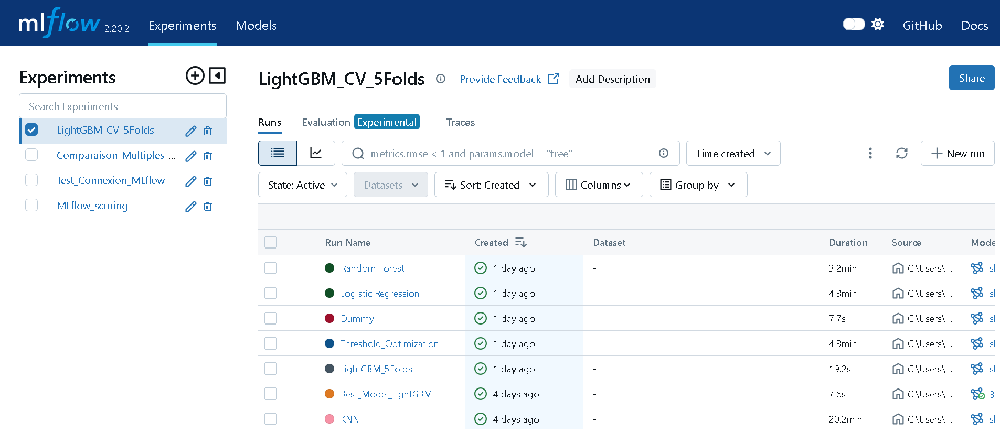 mlflow 2.20.2 Experiments Models GitHub Docs
Experiments
Search Experiments
LightGBM_CV_5Folds
Comparaison_Multiples_...
Test_Connexion_MLflow
MLflow_scoring
LightGBM_CV_5Folds Provide Feedback Add Description Share
Runs Evaluation Experimental Traces
metrics.rmse < 1 and params.model = "tree" Time created New run
State: Active Datasets Sort: Created Columns Group by
Run Name Created Dataset Duration Source Mode
Random Forest 1 day ago - 3.2min C:\Users\... sl
Logistic Regression 1 day ago - 4.3min C:\Users\... sl
Dummy 1 day ago - 7.7s C:\Users\... sl
Threshold_Optimization 1 day ago - 4.3min C:\Users\... sl
LightGBM_5Folds 1 day ago - 19.2s C:\Users\... sl
Best_Model_LightGBM 4 days ago - 7.6s C:\Users\... B
KNN 4 days ago - 20.2min C:\Users\... sl